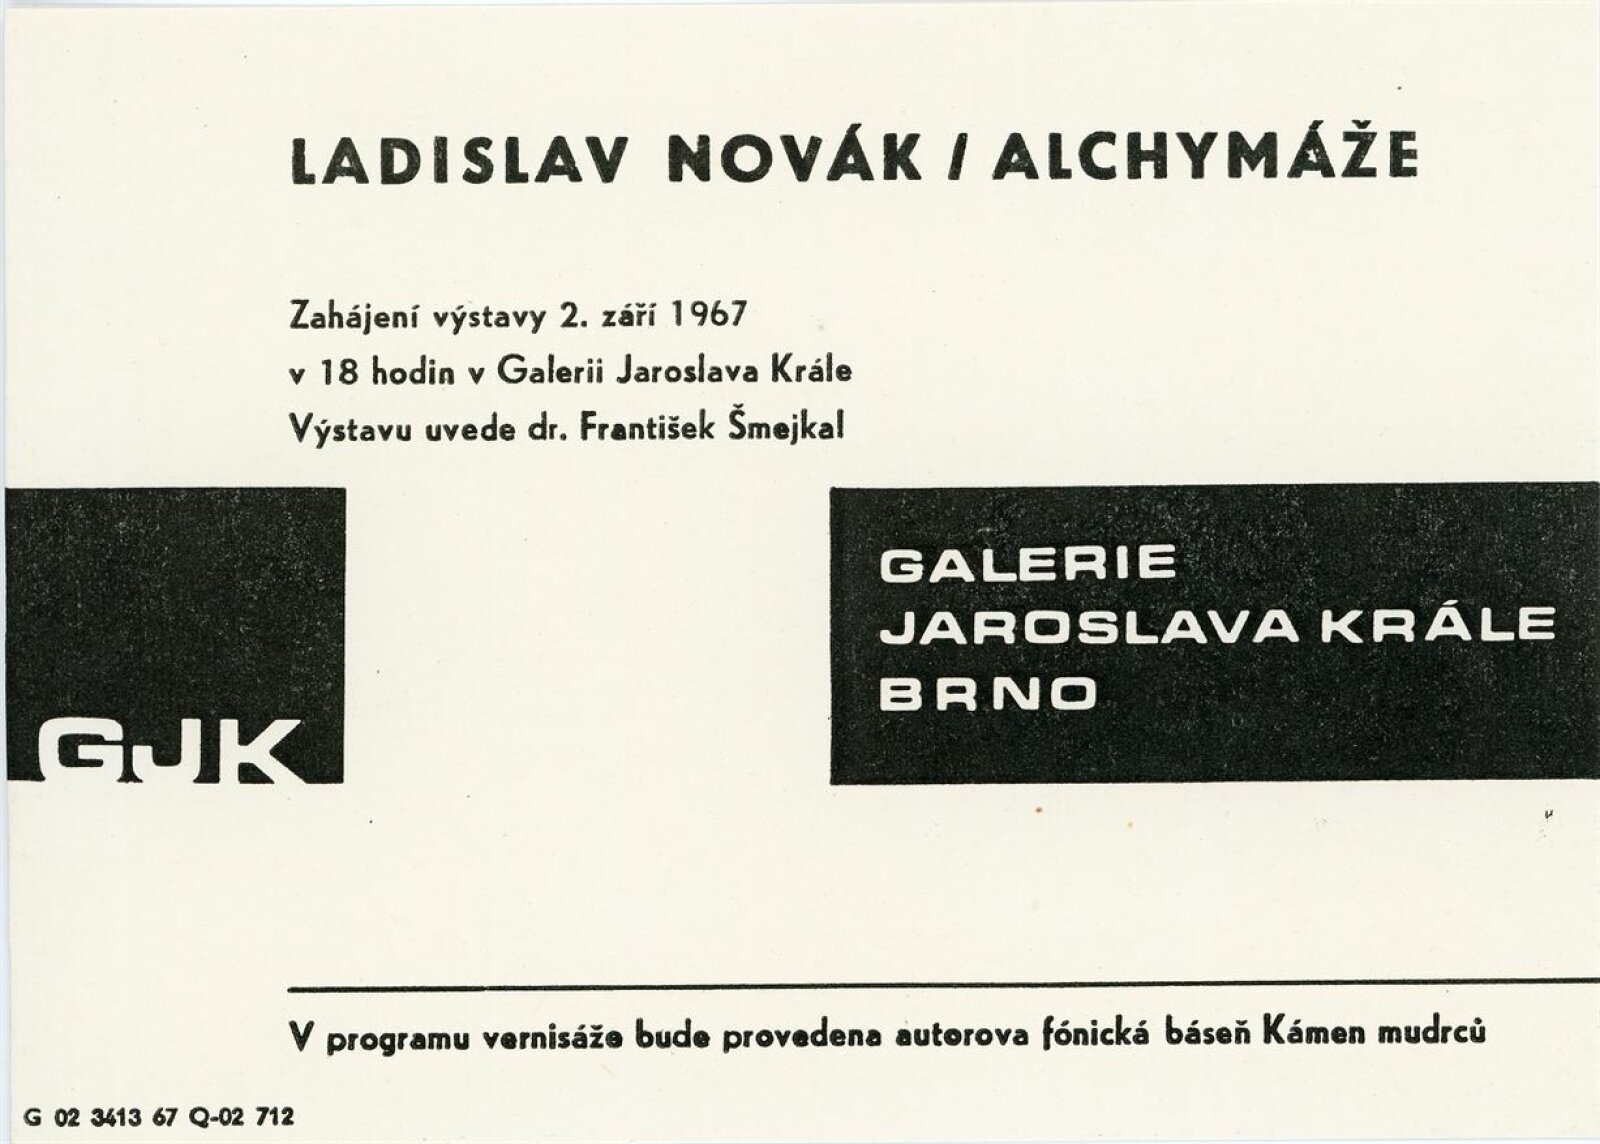 LADISLAV NOVÁK / ALCHYMÁŽE
Zahájení výstavy 2. září 1967
v 18 hodin v Galerii Jaroslava Krále
Výstavu uvede dr. František Šmejkal
GJK
GALERIE
JAROSLAVA KRÁLE
BRNO
V programu vernisáže bude provedena autorova fónická báseň Kámen mudrců
G 02 3413 67 Q-02 712